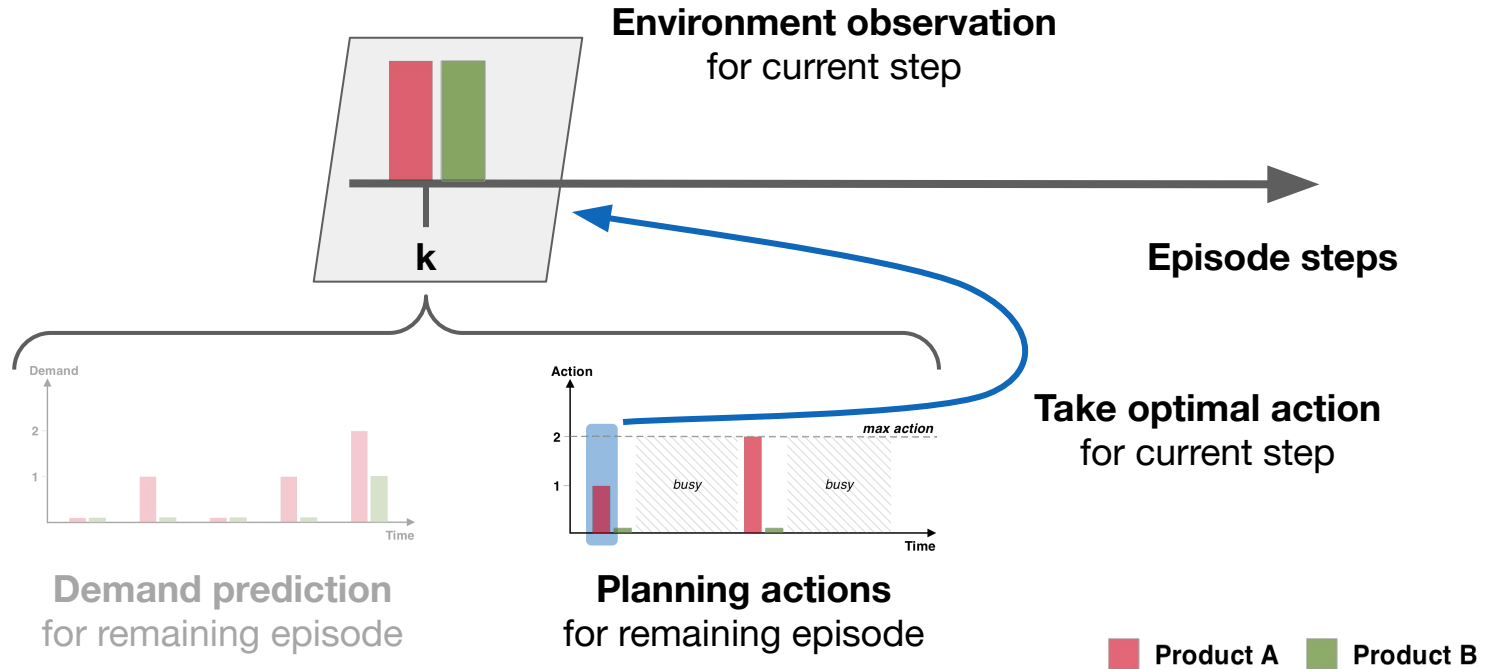 Environment observation
for current step
k
Episode steps
Demand
2
1
Time
Action
max action
2
busy
busy
1
Time
Take optimal action
for current step
Demand prediction
for remaining episode
Planning actions
for remaining episode
Product A
Product B